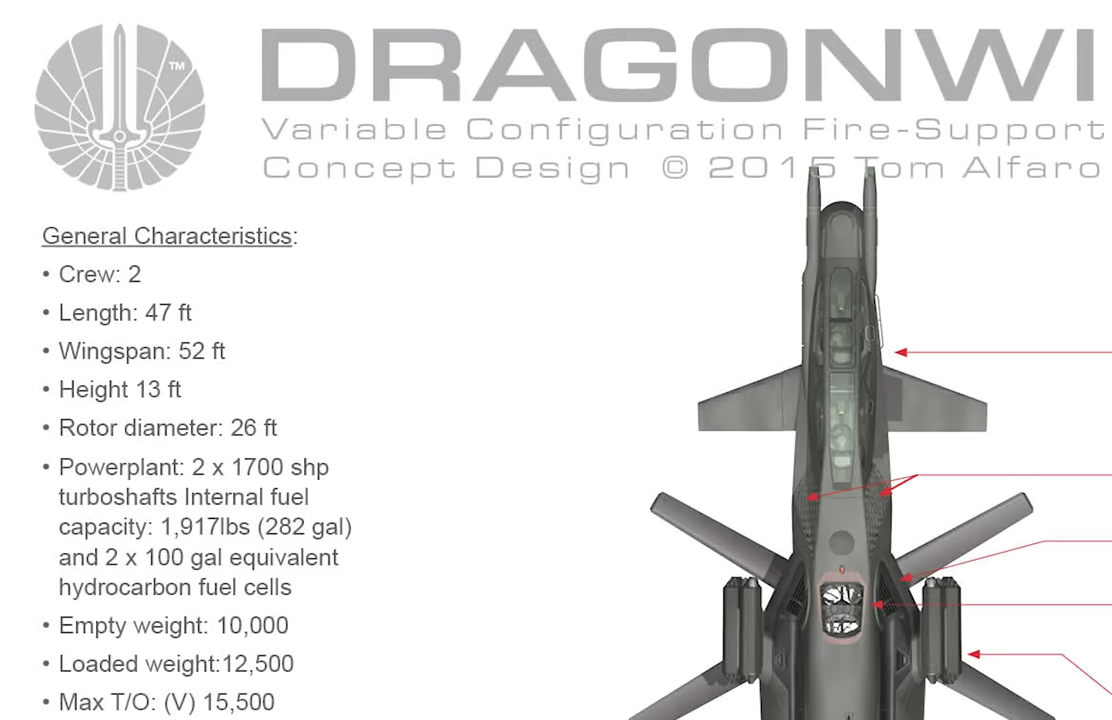 TM
DRAGONWI
Variable Configuration Fire-Support
Concept Design © 2015 Tom Alfaro
General Characteristics:
• Crew: 2
• Length: 47 ft
• Wingspan: 52 ft
• Height 13 ft
• Rotor diameter: 26 ft
• Powerplant: 2 x 1700 shp
turboshafts Internal fuel
capacity: 1,917lbs (282 gal)
and 2 x 100 gal equivalent
hydrocarbon fuel cells
• Empty weight: 10,000
• Loaded weight:12,500
• Max T/O: (V) 15,500